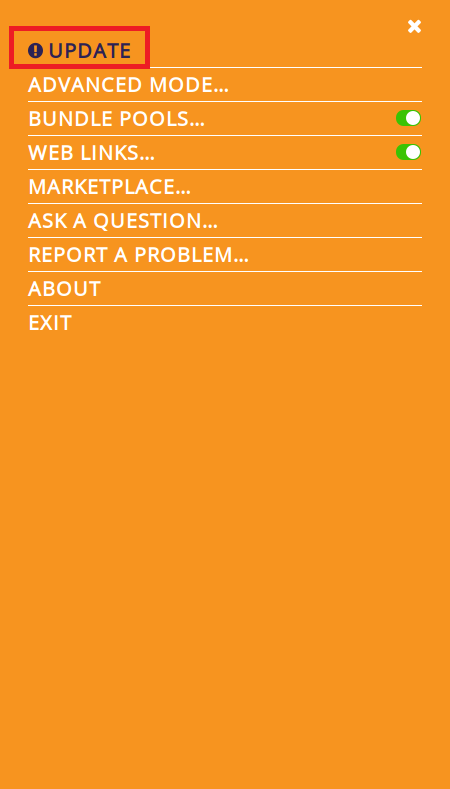 UPDATE
ADVANCED MODE...
BUNDLE POOLS...
WEB LINKS...
MARKETPLACE...
ASK A QUESTION...
REPORT A PROBLEM...
ABOUT
EXIT